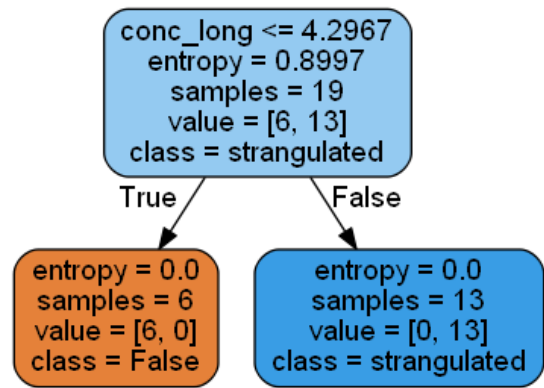 conc_long <= 4.2967
entropy = 0.8997
samples = 19
value = [6, 13]
class = strangulated
True
False
entropy = 0.0
samples = 6
value = [6, 0]
class = False
entropy = 0.0
samples = 13
value = [0, 13]
class = strangulated